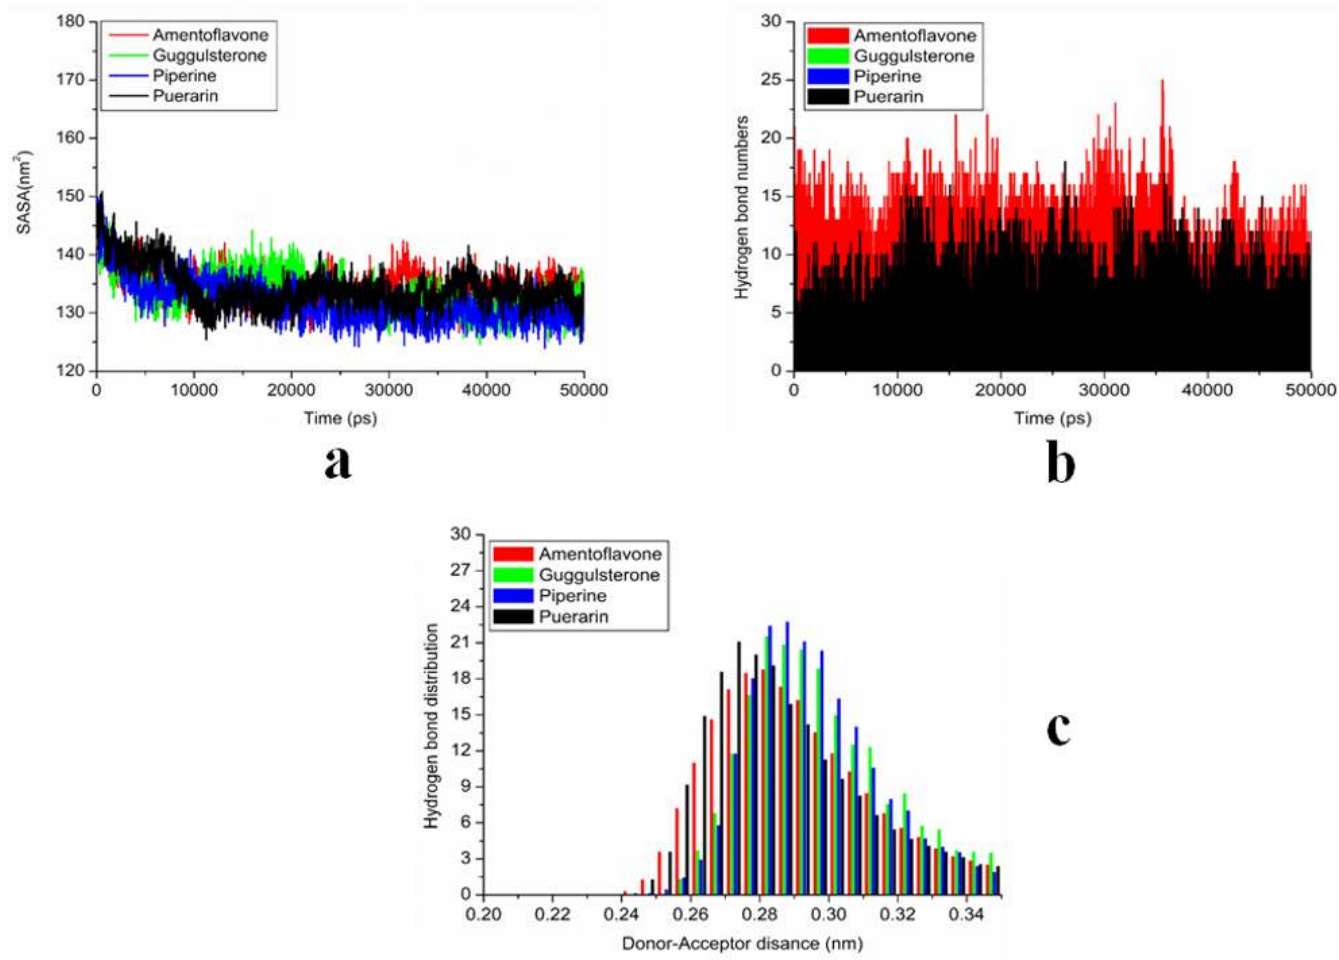 180
170
160
150
140
130
120
SASA(nm²)
Amentoflavone
Guggulsterone
Piperine
Puerarin
0 10000 20000 30000 40000 50000
Time (ps)
a
30
25
20
15
10
5
0
Hydrogen bond numbers
Amentoflavone
Guggulsterone
Piperine
Puerarin
0 10000 20000 30000 40000 50000
Time (ps)
b
30
27
24
21
18
15
12
9
6
3
0
Hydrogen bond distribution
Amentoflavone
Guggulsterone
Piperine
Puerarin
0.20 0.22 0.24 0.26 0.28 0.30 0.32 0.34
Donor-Acceptor disance (nm)
c